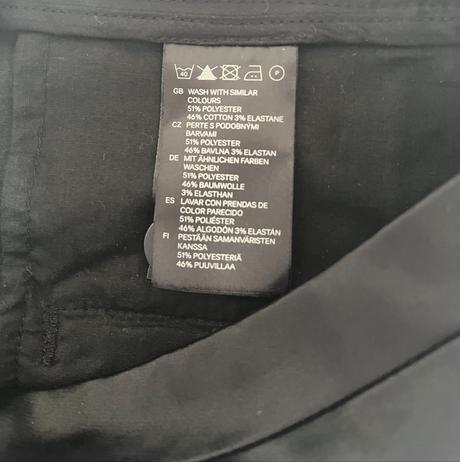 40 P
GB WASH WITH SIMILAR
COLOURS
51% POLYESTER
46% COTTON 3% ELASTANE
CZ PERTE S PODOBNÝMI
BARVAMI
51% POLYESTER
46% BAVLNA 3% ELASTAN
DE MIT ÄHNLICHEN FARBEN
WASCHEN
51% POLYESTER
46% BAUMWOLLE
3% ELASTHAN
ES LAVAR CON PRENDAS DE
COLOR PARECIDO
51% POLIÉSTER
46% ALGODÓN 3% ELASTÁN
FI PESTÄÄN SAMANVÄRISTEN
KANSSA
51% POLYESTERIÄ
46% PUUVILLAA